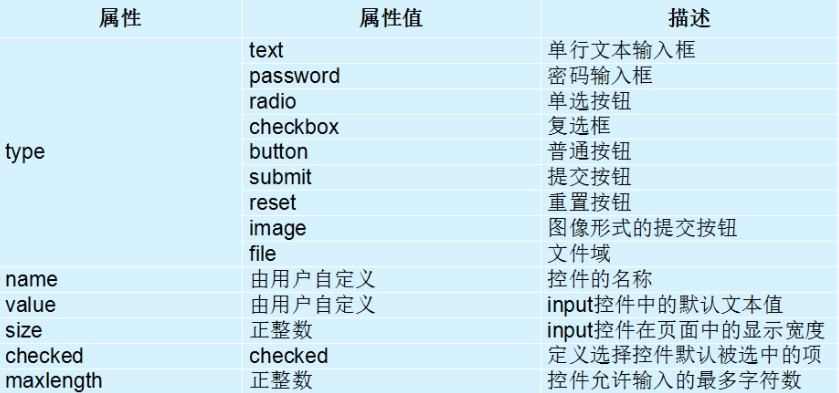 属性 属性值 描述
text 单行文本输入框
password 密码输入框
radio 单选按钮
checkbox 复选框
type button 普通按钮
submit 提交按钮
reset 重置按钮
image 图像形式的提交按钮
file 文件域
name 由用户自定义 控件的名称
value 由用户自定义 input控件中的默认文本值
size 正整数 input控件在页面中的显示宽度
checked checked 定义选择控件默认被选中的项
maxlength 正整数 控件允许输入的最多字符数